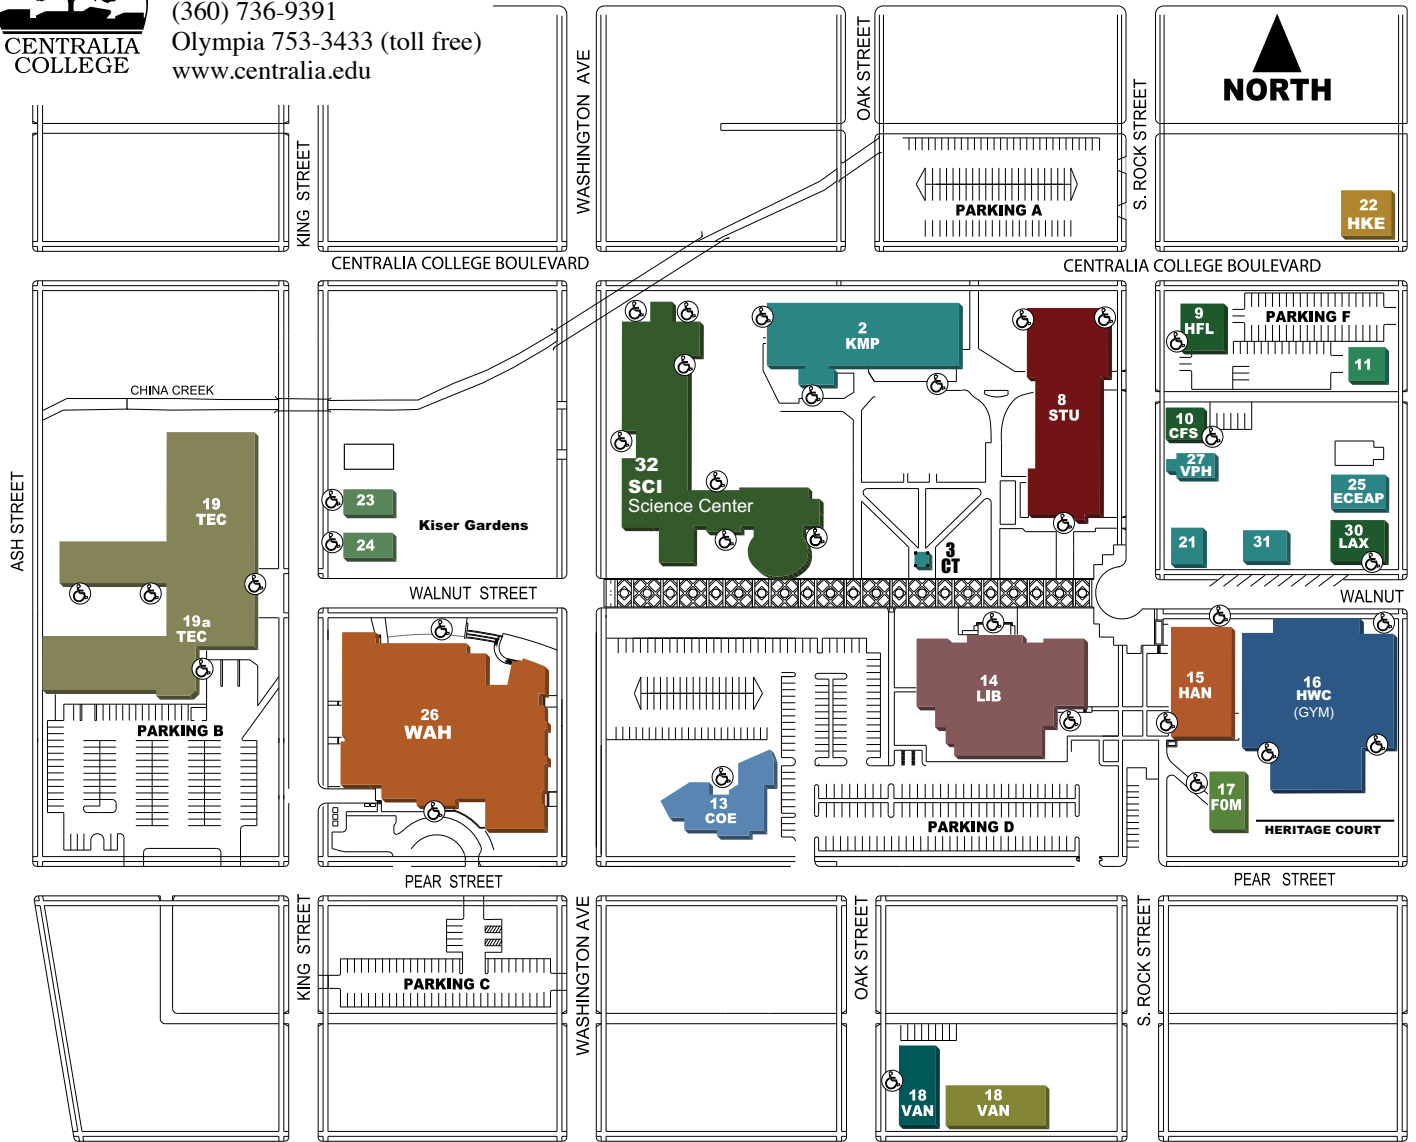 CENTRALIA
COLLEGE
(360) 736-9391
Olympia 753-3433 (toll free)
www.centralia.edu
WASHINGTON AVE
OAK STREET
S. ROCK STREET
KING STREET
NORTH
PARKING A
22
HKE
CENTRALIA COLLEGE BOULEVARD
CENTRALIA COLLEGE BOULEVARD
2
KMP
9
HFL
PARKING F
11
8
STU
CHINA CREEK
10
CFS
27
VPH
32
SCI
Science Center
25
ECEAP
ASH STREET
19
TEC
23
Kiser Gardens
24
3
CT
21
31
30
LAX
WALNUT STREET
WALNUT
19a
TEC
14
LIB
15
HAN
16
HWC
(GYM)
26
WAH
PARKING B
13
COE
17
F0M
PARKING D
HERITAGE COURT
PEAR STREET
PEAR STREET
KING STREET
WASHINGTON AVE
OAK STREET
S. ROCK STREET
PARKING C
18
VAN
18
VAN